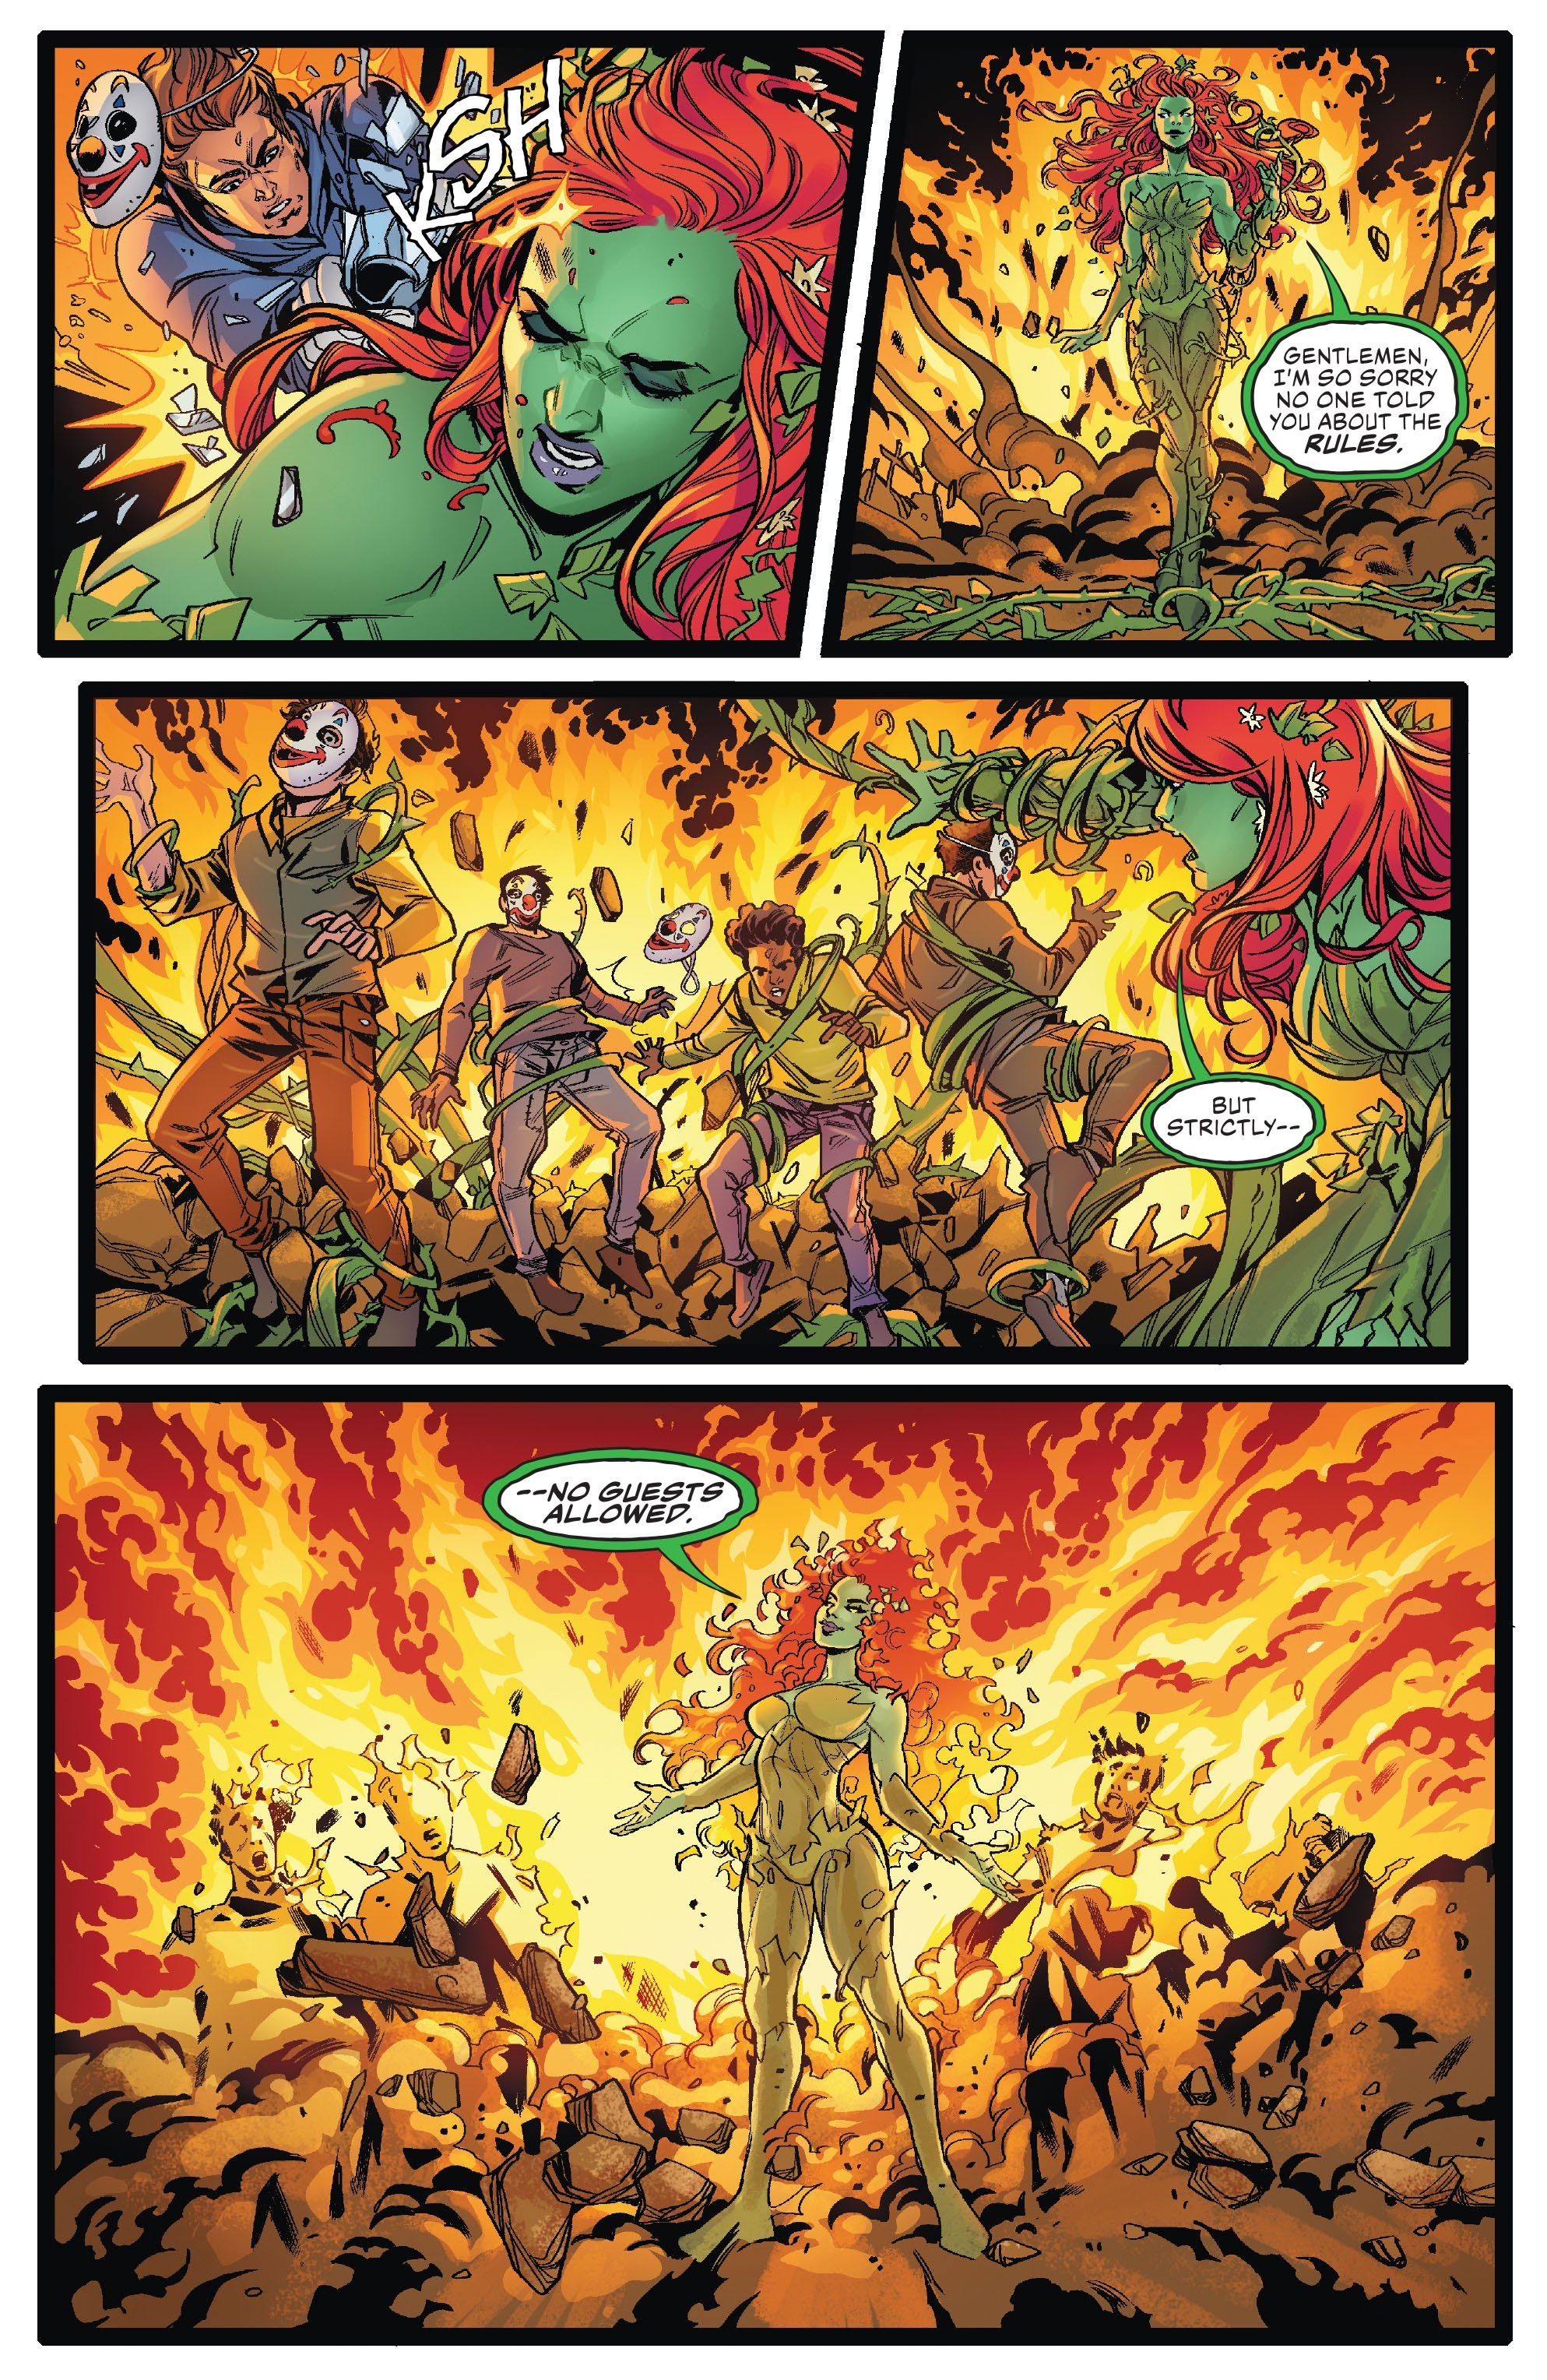 KSH
GENTLEMEN,
I'M SO SORRY
NO ONE TOLD
YOU ABOUT THE
RULES.
BUT
STRICTLY--
--NO GUESTS
ALLOWED.